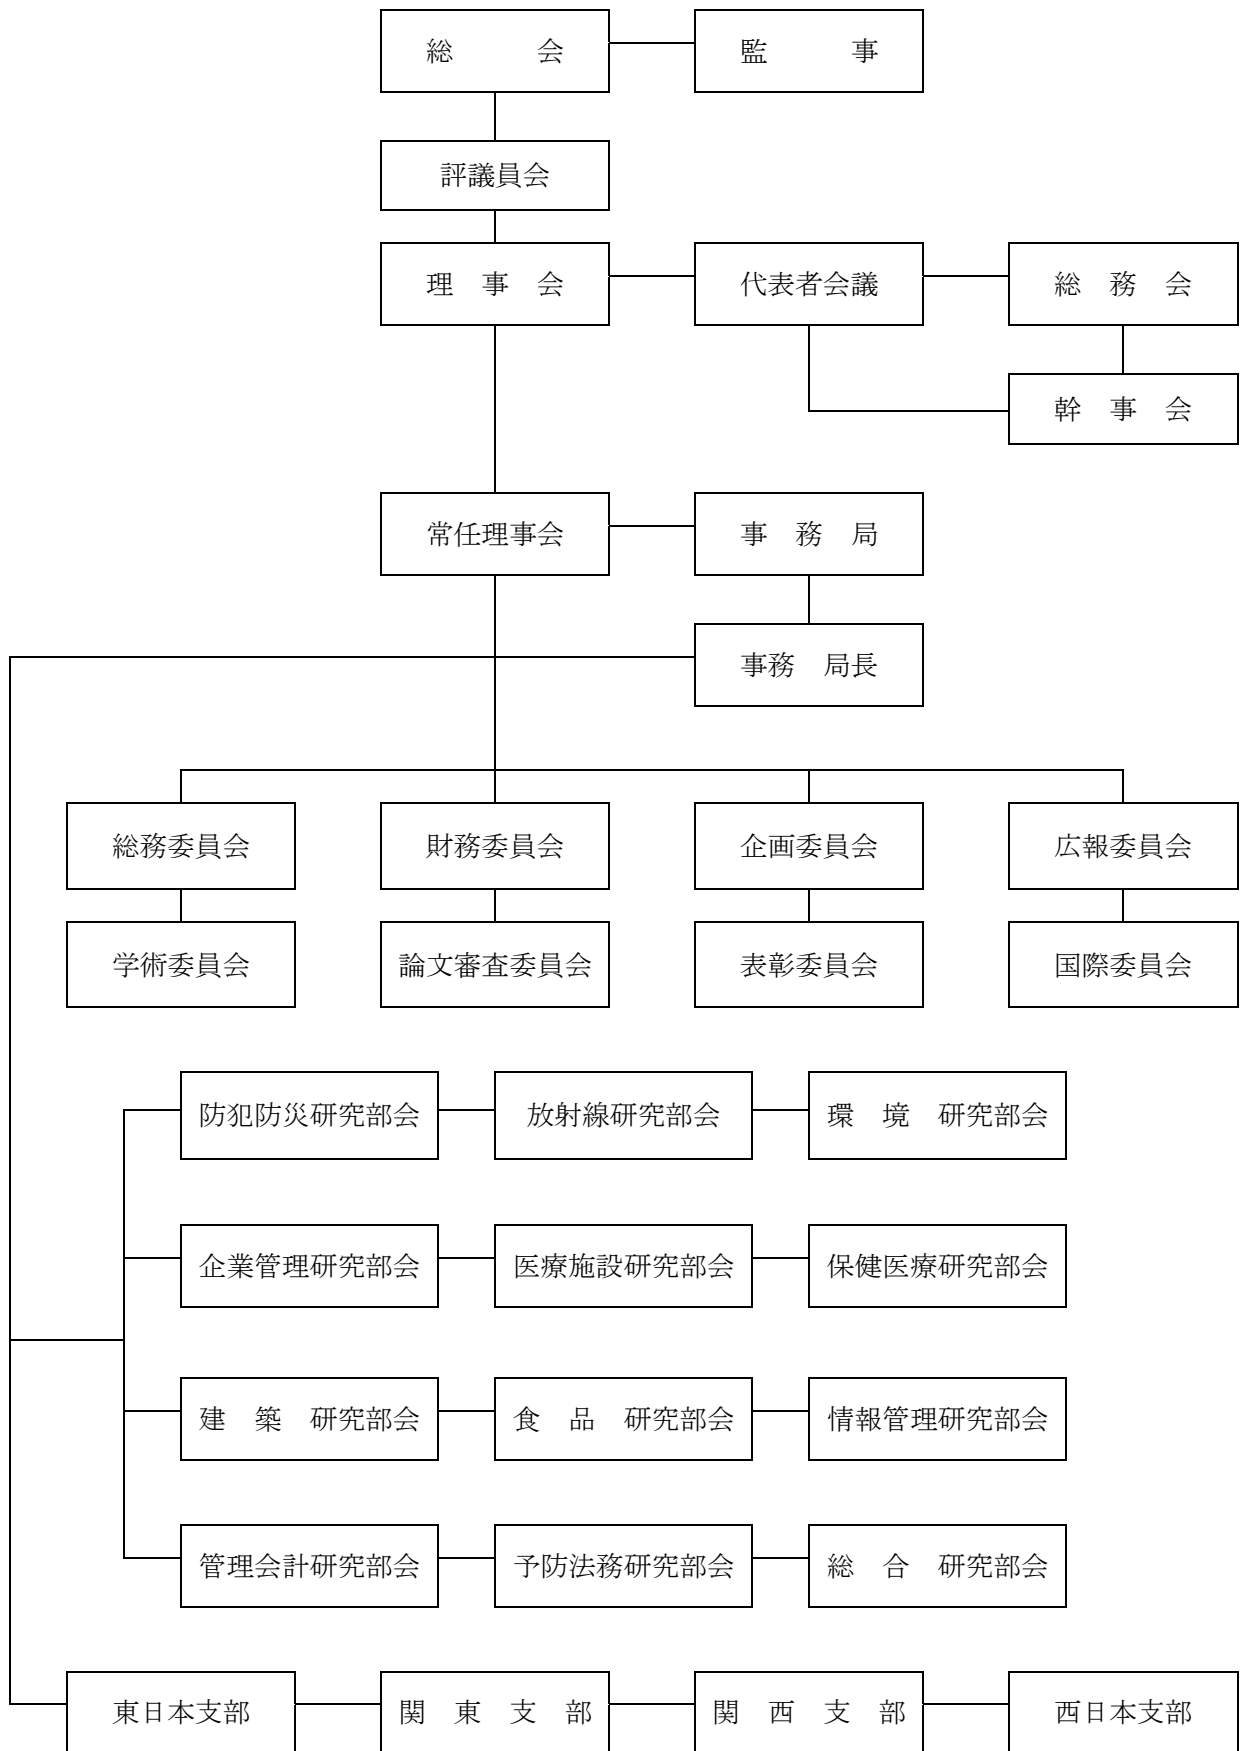 総　　　会
監　　　事
評議員会
理　事　会
代表者会議
総　務　会
幹　事　会
常任理事会
事　務　局
事務　局長
総務委員会
財務委員会
企画委員会
広報委員会
学術委員会
論文審査委員会
表彰委員会
国際委員会
防犯防災研究部会
放射線研究部会
環　境　研究部会
企業管理研究部会
医療施設研究部会
保健医療研究部会
建　築　研究部会
食　品　研究部会
情報管理研究部会
管理会計研究部会
予防法務研究部会
総　合　研究部会
東日本支部
関　東　支　部
関　西　支　部
西日本支部